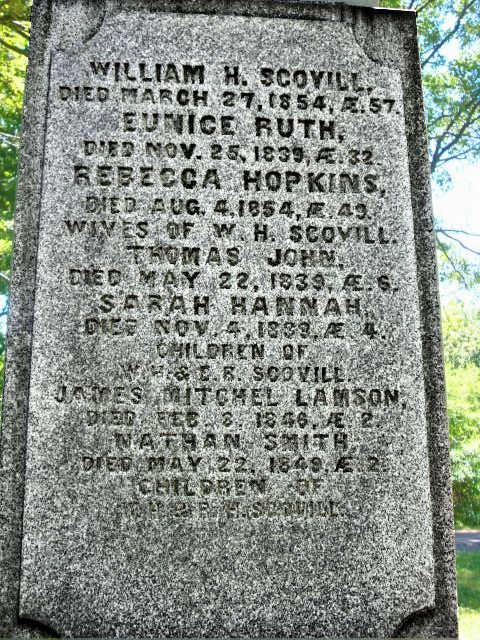 WILLIAM H. SCOVILL.
DIED MARCH 27, 1854, Æ. 57.
EUNICE RUTH,
DIED NOV. 25, 1839, Æ. 32.
REBECCA HOPKINS,
DIED AUG. 4, 1854, Æ. 49.
WIVES OF W. H. SCOVILL.
THOMAS JOHN,
DIED MAY 22, 1839, Æ. 6.
SARAH HANNAH,
DIED NOV. 4, 1839, Æ 4.
CHILDREN OF
W. H. & E. R. SCOVILL.
JAMES MITCHEL LAMSON,
DIED FEB. 3, 1846, Æ 2.
NATHAN SMITH
DIED MAY 22, 1849, Æ. 2.
CHILDREN OF
W. H. & R. H. SCOVILL.